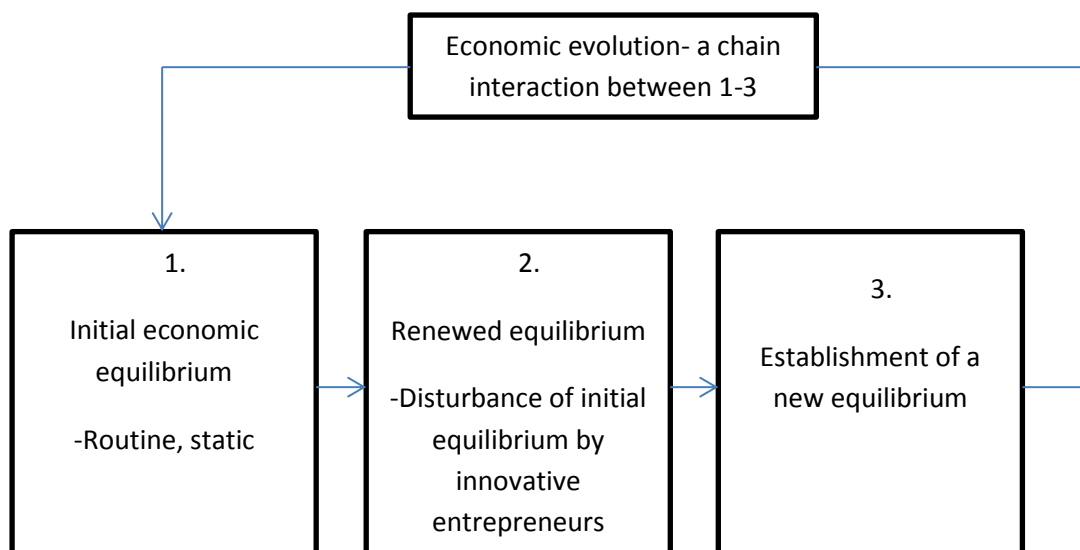 Economic evolution- a chain
interaction between 1-3
1.
Initial economic
equilibrium
-Routine, static
2.
Renewed equilibrium
-Disturbance of initial
equilibrium by
innovative
entrepreneurs
3.
Establishment of a
new equilibrium